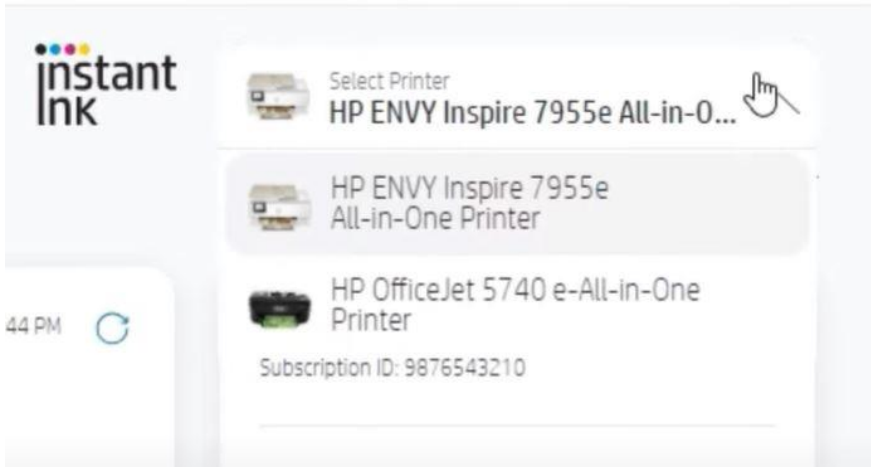 instant
ınk
Select Printer
HP ENVY Inspire 7955e All-in-O...
HP ENVY Inspire 7955e
All-in-One Printer
HP OfficeJet 5740 e-All-in-One
Printer
44 PM
Subscription ID: 9876543210